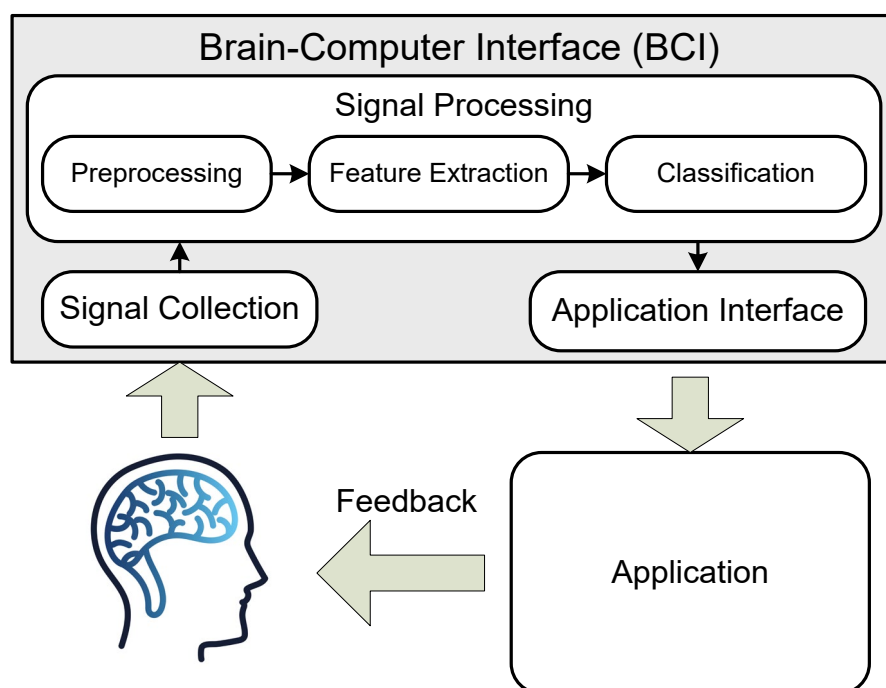 Brain-Computer Interface (BCI)
Signal Processing
Preprocessing
Feature Extraction
Classification
Signal Collection
Application Interface
Feedback
Application